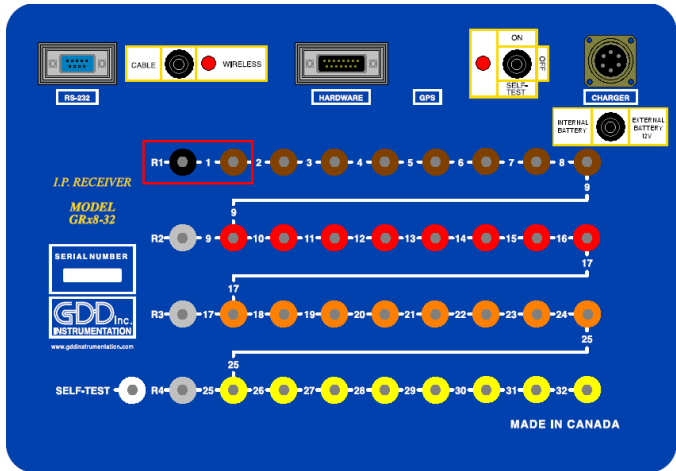 ON
OFF
CABLE WIRELESS
SELF-TEST
RS-232 HARDWARE GPS CHARGER
INTERNAL BATTERY EXTERNAL BATTERY 12V
R1 1 2 3 4 5 6 7 8
I.P. RECEIVER
9
MODEL
GRx8-32
9
R2 9 10 11 12 13 14 15 16
SERIAL NUMBER
17
17
GDD Inc.
INSTRUMENTATION
R3 17 18 19 20 21 22 23 24
www.gddinstrumentation.com
25
25
SELF-TEST R4 25 26 27 28 29 30 31 32
MADE IN CANADA